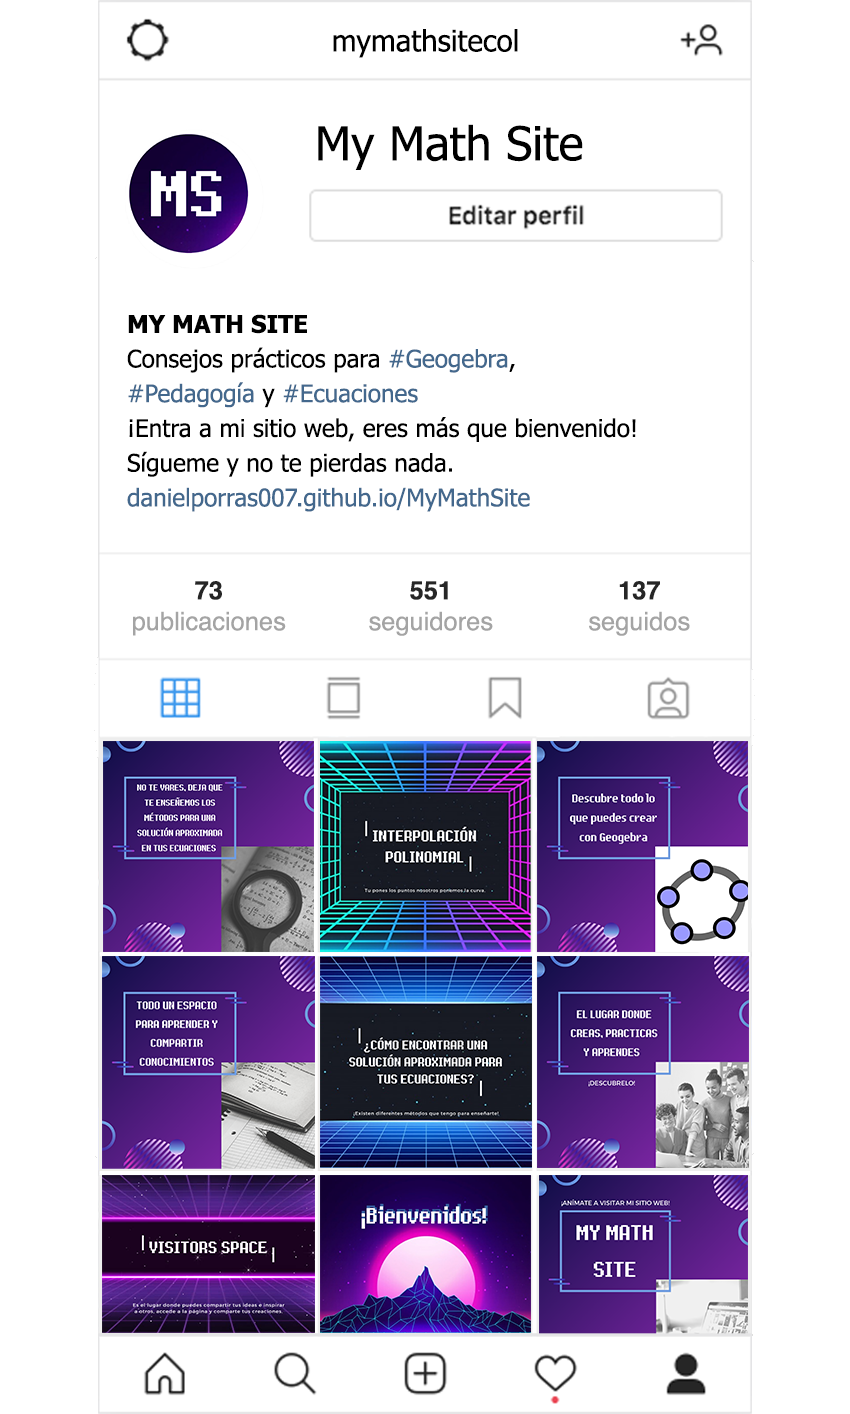 mymathsitecol
My Math Site
MS
Editar perfil
MY MATH SITE
Consejos prácticos para #Geogebra,
#Pedagogía y #Ecuaciones
¡Entra a mi sitio web, eres más que bienvenido!
Sígueme y no te pierdas nada.
danielporras007.github.io/MyMathSite
73
publicaciones
551
seguidores
137
seguidos
NO TE VARES, DEJA QUE
TE ENSEÑEMOS LOS
MÉTODOS PARA UNA
SOLUCIÓN APROXIMADA
EN TUS ECUACIONES
INTERPOLACIÓN
POLINOMIAL
Tu pones los puntos nosotros ponemos la curva.
Descubre todo lo
que puedes crear
con Geogebra
TODO UN ESPACIO
PARA APRENDER Y
COMPARTIR
CONOCIMIENTOS
¿CÓMO ENCONTRAR UNA
SOLUCIÓN APROXIMADA PARA
TUS ECUACIONES?
¡Existen diferentes métodos que tengo para enseñarte!
EL LUGAR DONDE
CREAS, PRACTICAS
Y APRENDES
¡DESCUBRELO!
VISITORS SPACE
Es el lugar donde puedes compartir tus ideas e inspirar
a otros, accede a la página y comparte tus creaciones.
¡Bienvenidos!
¡ANÍMATE A VISITAR MI SITIO WEB!
MY MATH
SITE